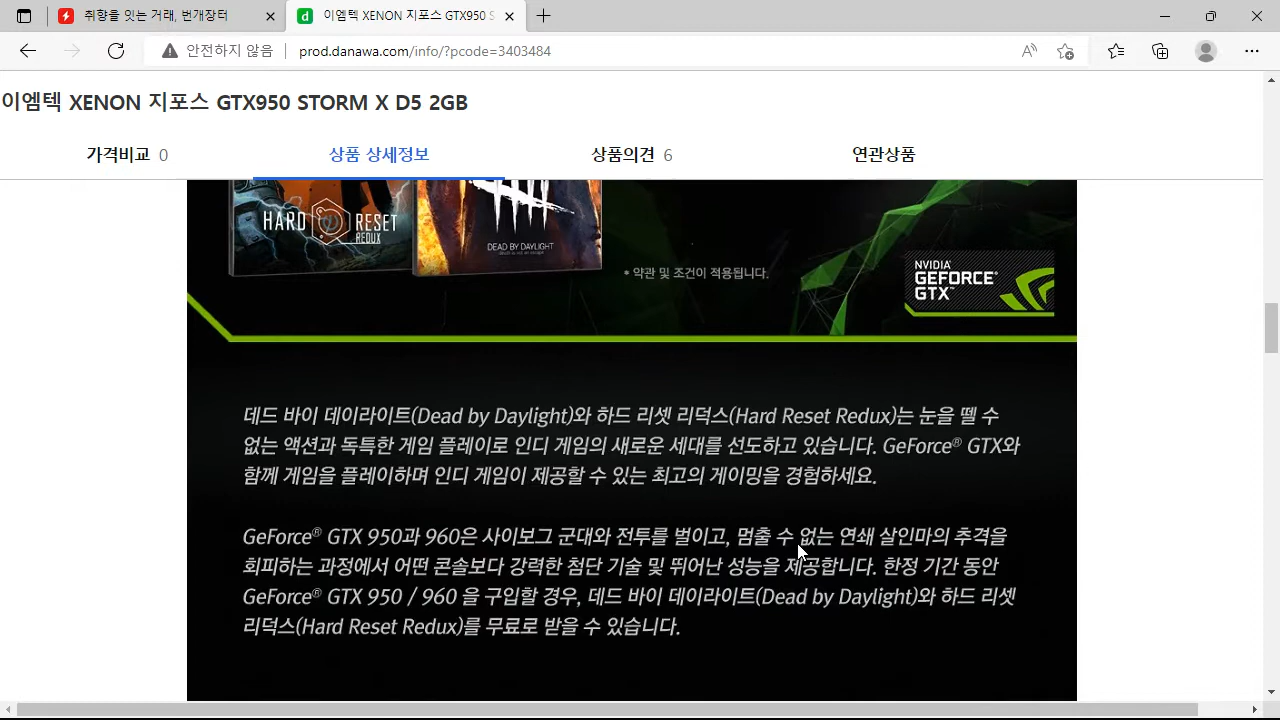 취향을 잇는 거래, 번개장터
이엠텍 XENON 지포스 GTX950 S
안전하지 않음
prod.danawa.com/info/?pcode=3403484
이엠텍 XENON 지포스 GTX950 STORM X D5 2GB
가격비교 0 상품 상세정보 상품의견 6 연관상품
HARD RESET
REDUX
DEAD BY DAYLIGHT
* 약관 및 조건이 적용됩니다.
NVIDIA
GEFORCE®
GTX™
데드 바이 데이라이트(Dead by Daylight)와 하드 리셋 리덕스(Hard Reset Redux)는 눈을 뗄 수
없는 액션과 독특한 게임 플레이로 인디 게임의 새로운 세대를 선도하고 있습니다. GeForce® GTX와
함께 게임을 플레이하며 인디 게임이 제공할 수 있는 최고의 게이밍을 경험하세요.
GeForce® GTX 950과 960은 사이보그 군대와 전투를 벌이고, 멈출 수 없는 연쇄 살인마의 추격을
회피하는 과정에서 어떤 콘솔보다 강력한 첨단 기술 및 뛰어난 성능을 제공합니다. 한정 기간 동안
GeForce® GTX 950 / 960 을 구입할 경우, 데드 바이 데이라이트(Dead by Daylight)와 하드 리셋
리덕스(Hard Reset Redux)를 무료로 받을 수 있습니다.